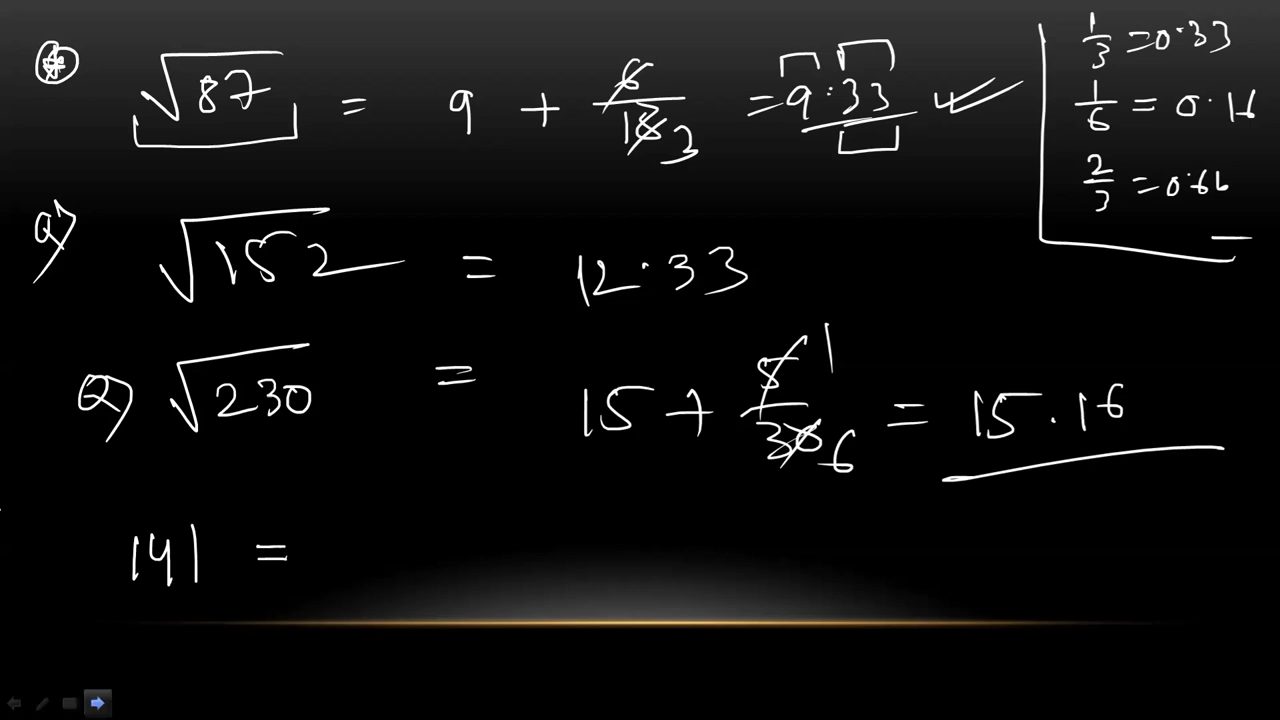 √87 = 9 + 6/18 3 = 9.33
1/3 = 0.33
1/6 = 0.16
2/3 = 0.66
Q) √152 = 12.33
Q) √230 = 15 + 5/30 1 6 = 15.16
141 =